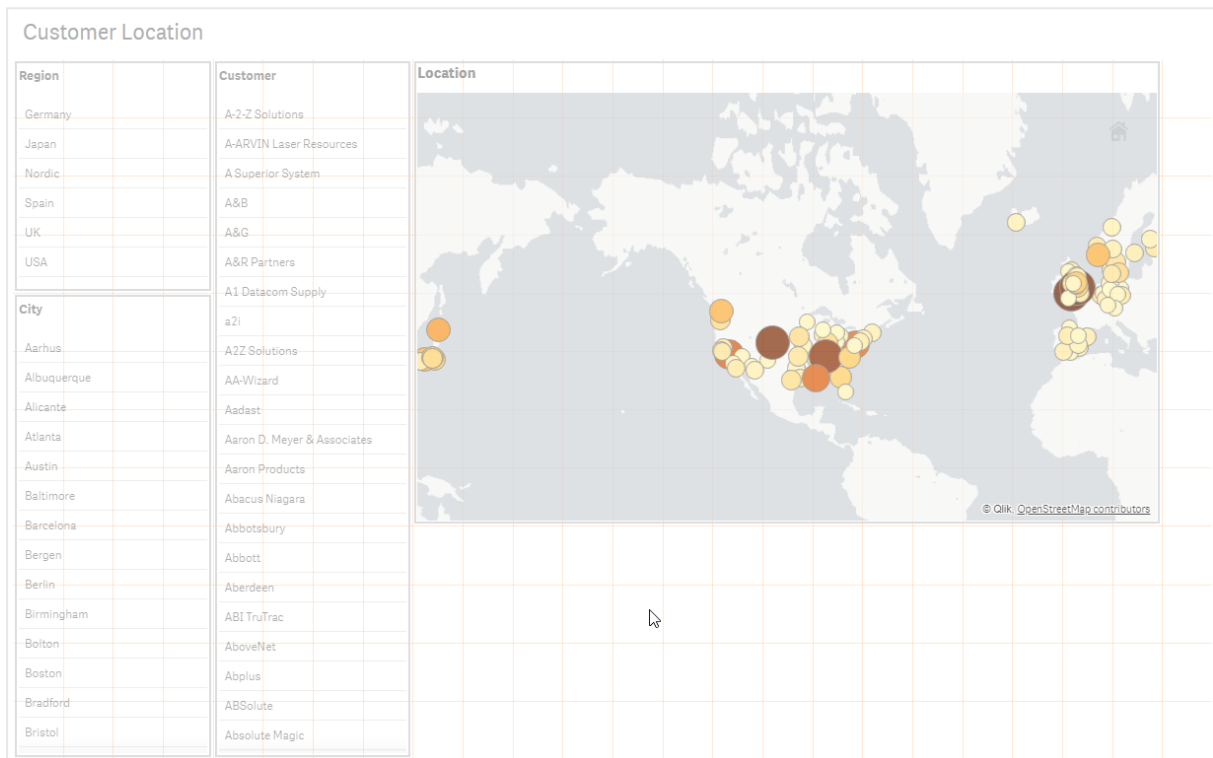 Customer Location
Region
Germany
Japan
Nordic
Spain
UK
USA
City
Aarhus
Albuquerque
Alicante
Atlanta
Austin
Baltimore
Barcelona
Bergen
Berlin
Birmingham
Bolton
Boston
Bradford
Bristol
Customer
A-2-Z Solutions
A-ARVIN Laser Resources
A Superior System
A&B
A&G
A&R Partners
A1 Datacom Supply
a2i
A2Z Solutions
AA-Wizard
Aadast
Aaron D. Meyer & Associates
Aaron Products
Abacus Niagara
Abbotsbury
Abbott
Aberdeen
ABI TruTrac
AboveNet
Abplus
ABSolute
Absolute Magic
Location
© Qlik, OpenStreetMap contributors